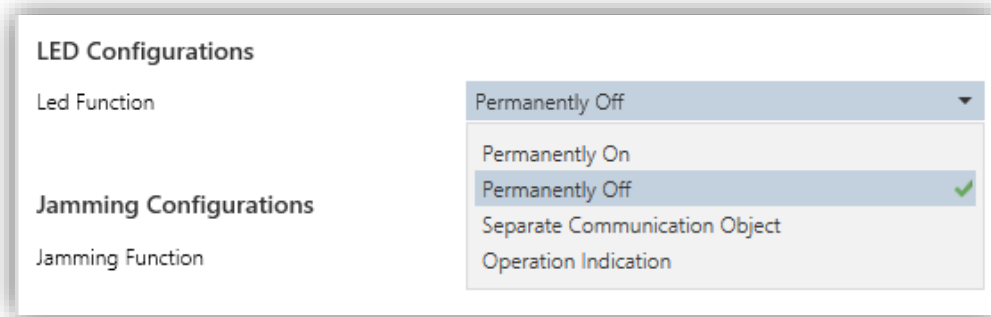 LED Configurations
Led Function
Permanently Off
Permanently On
Permanently Off
Separate Communication Object
Operation Indication
Jamming Configurations
Jamming Function